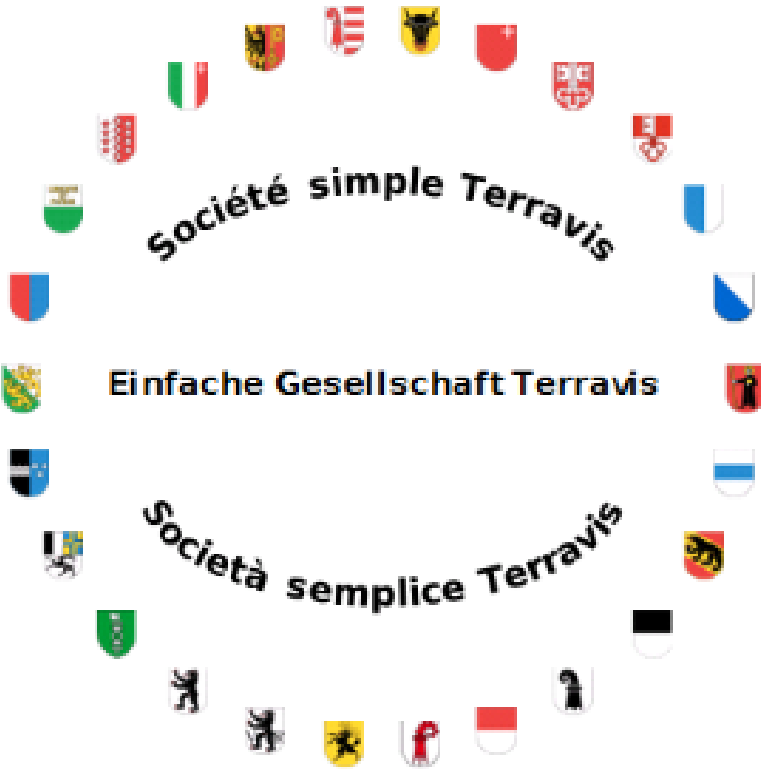 Société simple Terravis
Einfache Gesellschaft Terravis
Società semplice Terravis